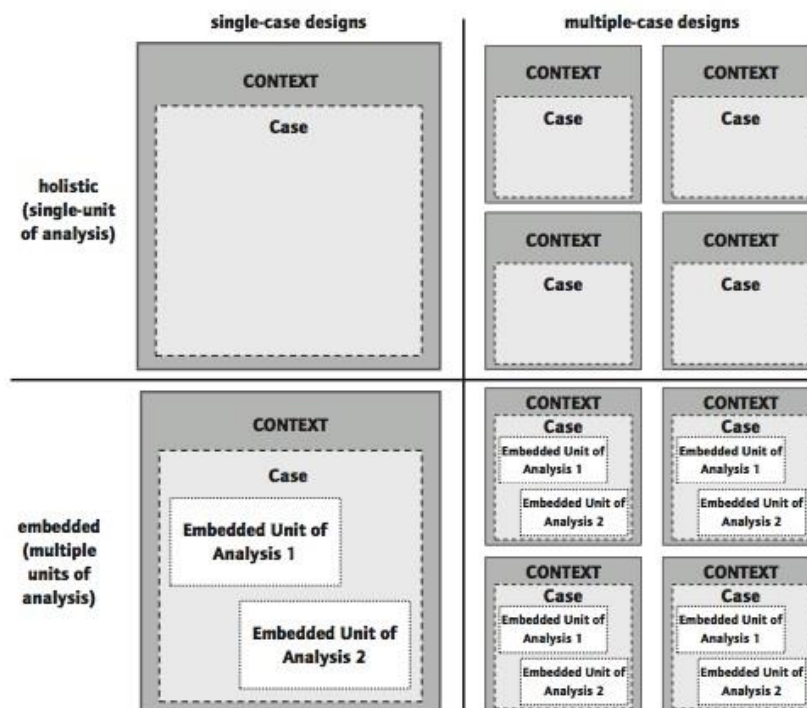 single-case designs
multiple-case designs
holistic
(single-unit
of analysis)
CONTEXT
Case
CONTEXT
Case
CONTEXT
Case
CONTEXT
Case
CONTEXT
Case
embedded
(multiple
units of
analysis)
CONTEXT
Case
Embedded Unit of
Analysis 1
Embedded Unit of
Analysis 2
CONTEXT
Case
Embedded Unit of
Analysis 1
Embedded Unit of
Analysis 2
CONTEXT
Case
Embedded Unit of
Analysis 1
Embedded Unit of
Analysis 2
CONTEXT
Case
Embedded Unit of
Analysis 1
Embedded Unit of
Analysis 2
CONTEXT
Case
Embedded Unit of
Analysis 1
Embedded Unit of
Analysis 2